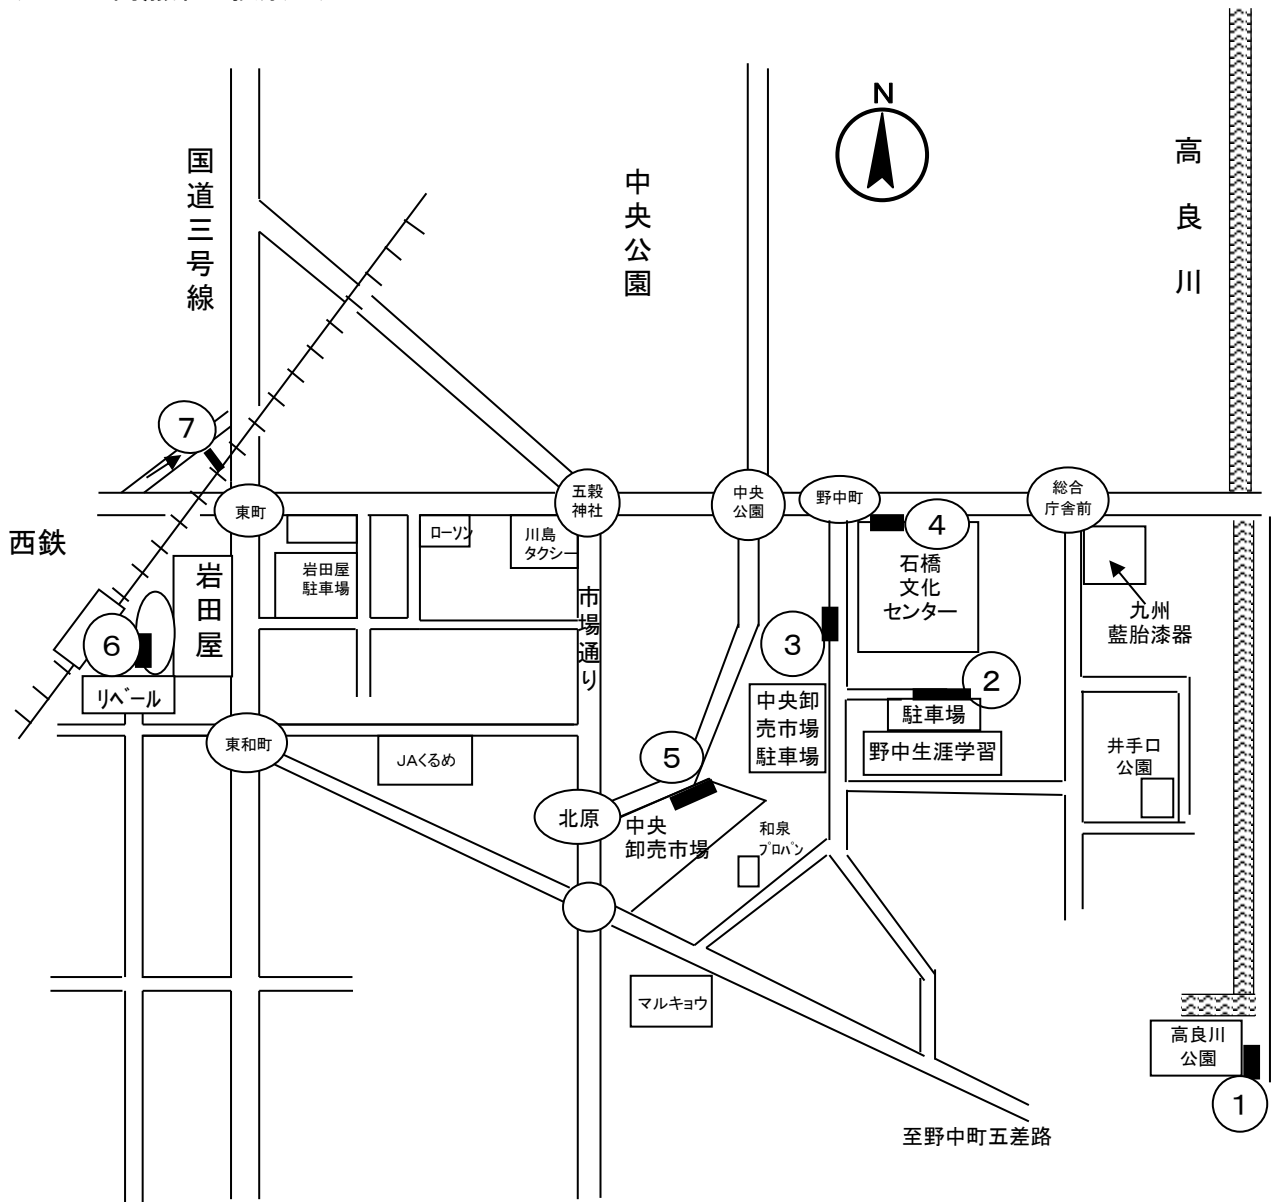 N
国道三号線
中央公園
高良川
7
東町
五穀
神社
中央
公園
野中町
総合
庁舎前
西鉄
ローソン
川島
タクシー
4
岩田屋
岩田屋
駐車場
石橋
文化
センター
九州
藍胎漆器
市場通り
6
3
2
リベール
中央卸
売市場
駐車場
駐車場
東和町
JAくるめ
5
野中生涯学習
井手口
公園
北原
中央
卸売市場
和泉
プロパン
マルキョウ
高良川
公園
1
至野中町五差路